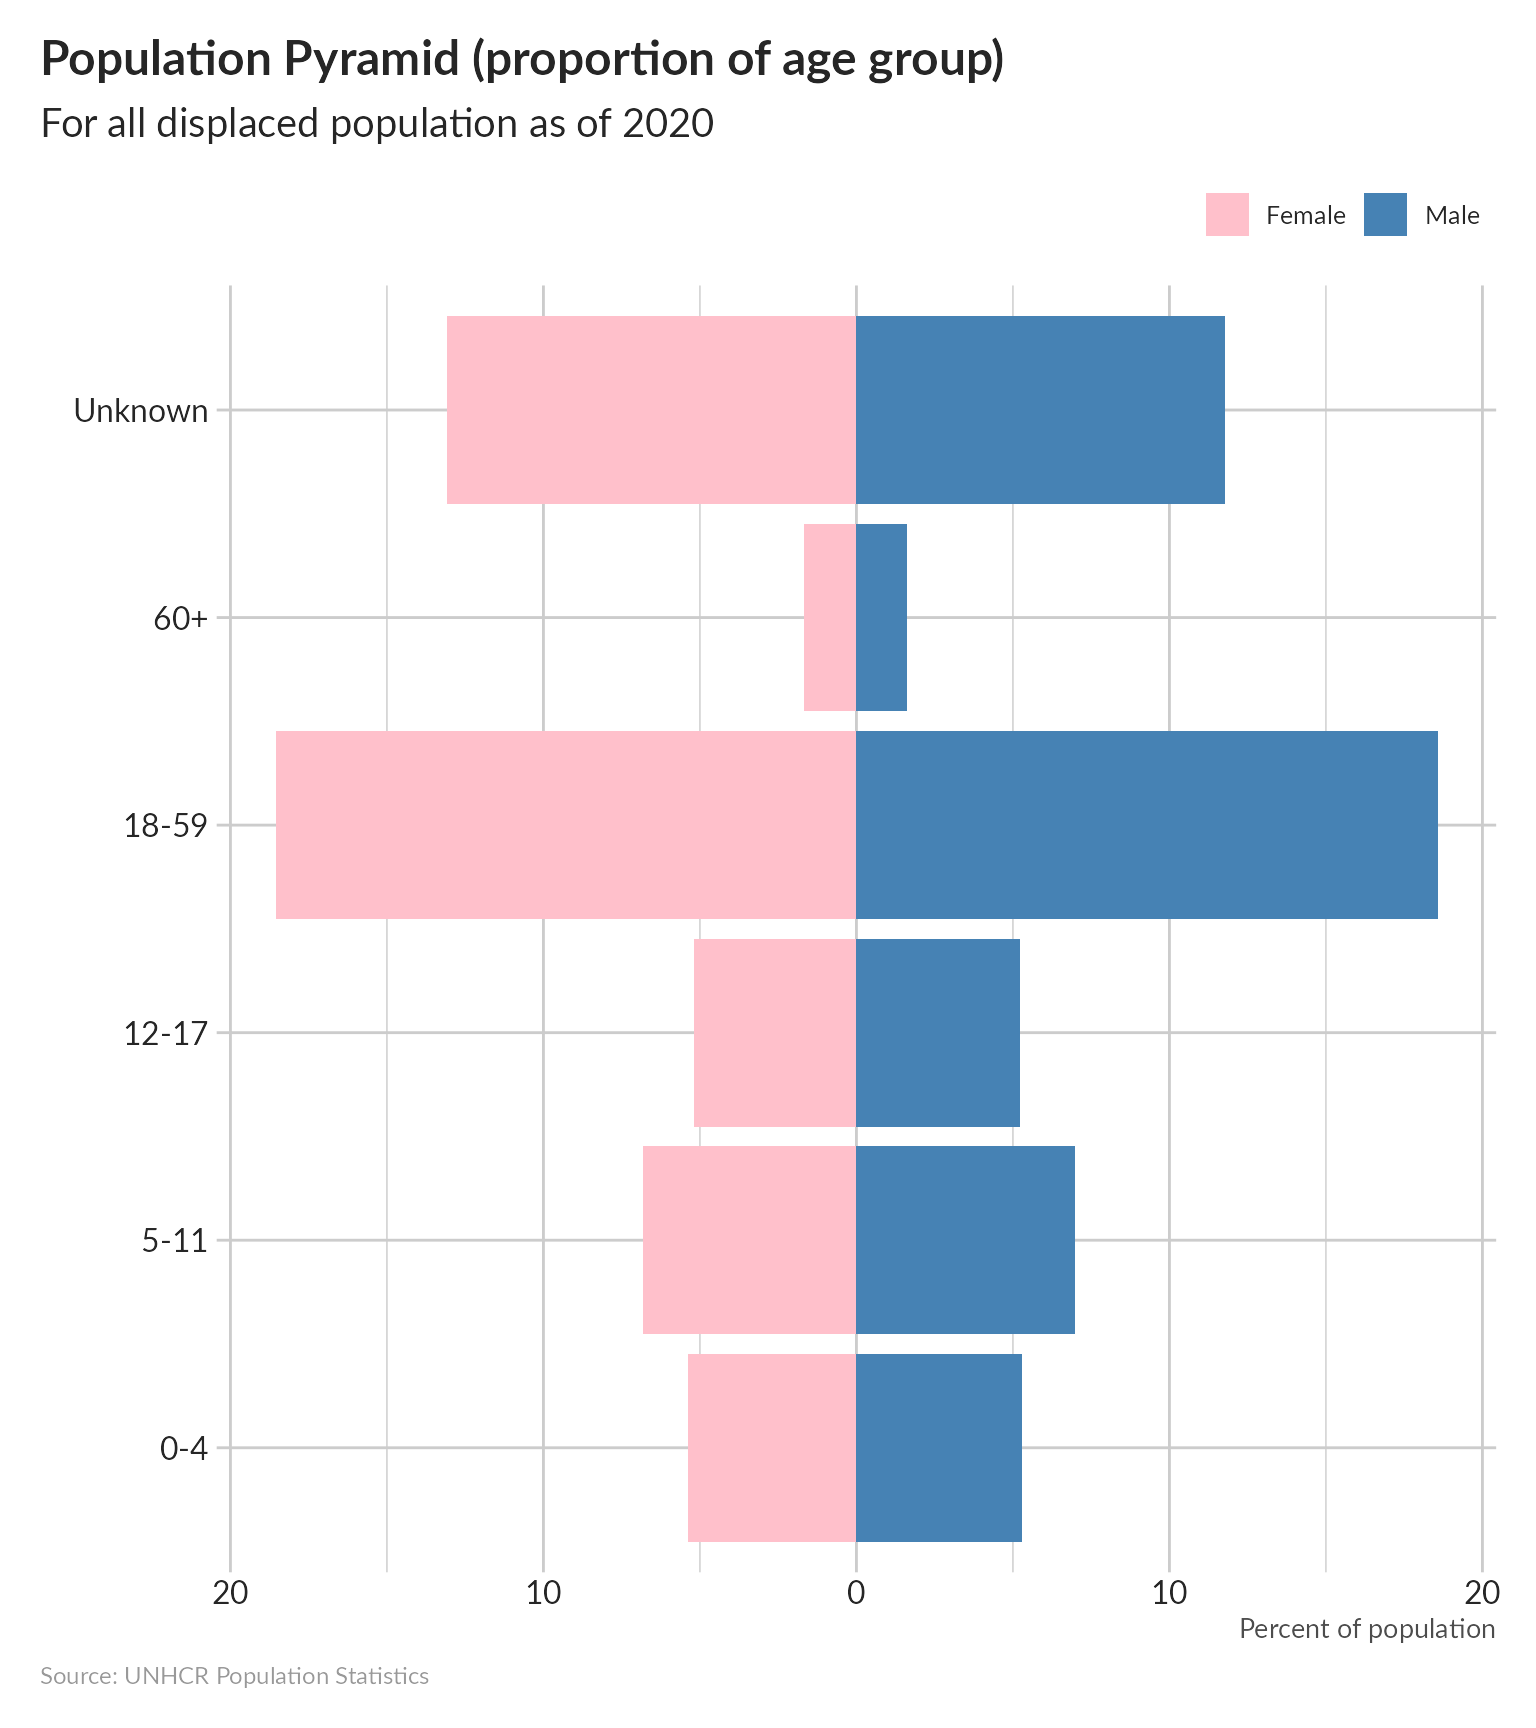 Population Pyramid (proportion of age group)
For all displaced population as of 2020
Female Male
Unknown
60+
18-59
12-17
5-11
0-4
20 10 0 10 20
Percent of population
Source: UNHCR Population Statistics